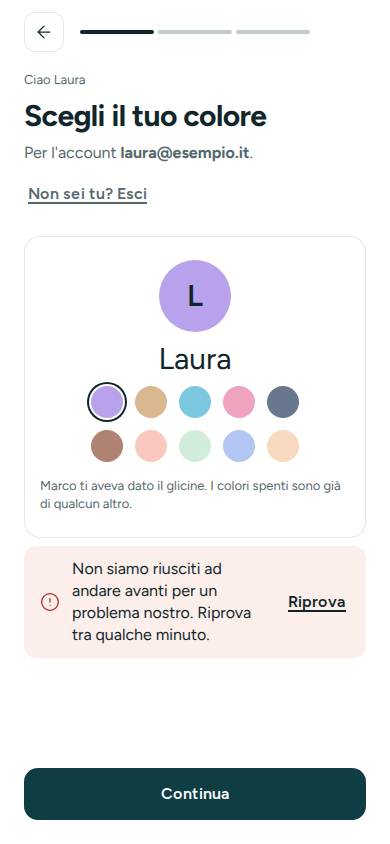 Ciao Laura
Scegli il tuo colore
Per l'account laura@esempio.it.
Non sei tu? Esci
L
Laura
Marco ti aveva dato il glicine. I colori spenti sono già
di qualcun altro.
Non siamo riusciti ad
andare avanti per un
problema nostro. Riprova
tra qualche minuto.
Riprova
Continua